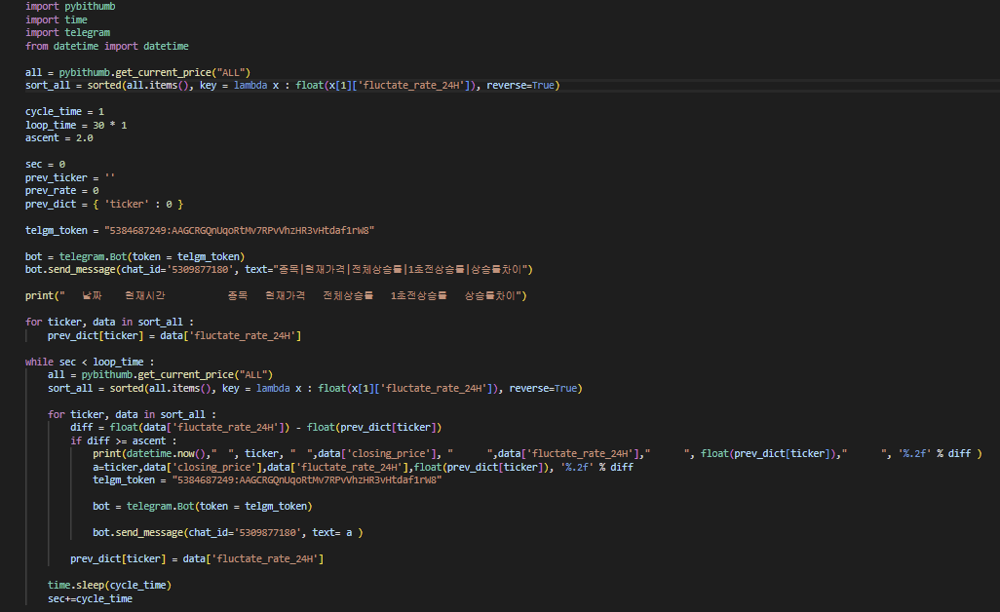 import pybithumb
import time
import telegram
from datetime import datetime
all = pybithumb.get_current_price("ALL")
sort_all = sorted(all.items(), key = lambda x : float(x[1]['fluctate_rate_24H']), reverse=True)
cycle_time = 1
loop_time = 30 * 1
ascent = 2.0
sec = 0
prev_ticker = ''
prev_rate = 0
prev_dict = { 'ticker' : 0 }
telgm_token = "5384687249:AAGCRGQnUqoRtMv7RPvVhzHR3vHtdaf1rW8"
bot = telegram.Bot(token = telgm_token)
bot.send_message(chat_id='5309877180', text="종목|현재가격|전체상승률|1초전상승률|상승률차이")
print("   날짜    현재시간           종목   현재가격   전체상승률   1초전상승률   상승률차이")
for ticker, data in sort_all :
    prev_dict[ticker] = data['fluctate_rate_24H']
while sec < loop_time :
    all = pybithumb.get_current_price("ALL")
    sort_all = sorted(all.items(), key = lambda x : float(x[1]['fluctate_rate_24H']), reverse=True)
    for ticker, data in sort_all :
        diff = float(data['fluctate_rate_24H']) - float(prev_dict[ticker])
        if diff >= ascent :
            print(datetime.now(),"  ", ticker, "  ",data['closing_price'], "      ",data['fluctate_rate_24H'],"      ", float(prev_dict[ticker]),"      ", '%.2f' % diff )
            a=ticker,data['closing_price'],data['fluctate_rate_24H'],float(prev_dict[ticker]), '%.2f' % diff
            telgm_token = "5384687249:AAGCRGQnUqoRtMv7RPvVhzHR3vHtdaf1rW8"
            bot = telegram.Bot(token = telgm_token)
            bot.send_message(chat_id='5309877180', text= a )
        prev_dict[ticker] = data['fluctate_rate_24H']
    time.sleep(cycle_time)
    sec+=cycle_time